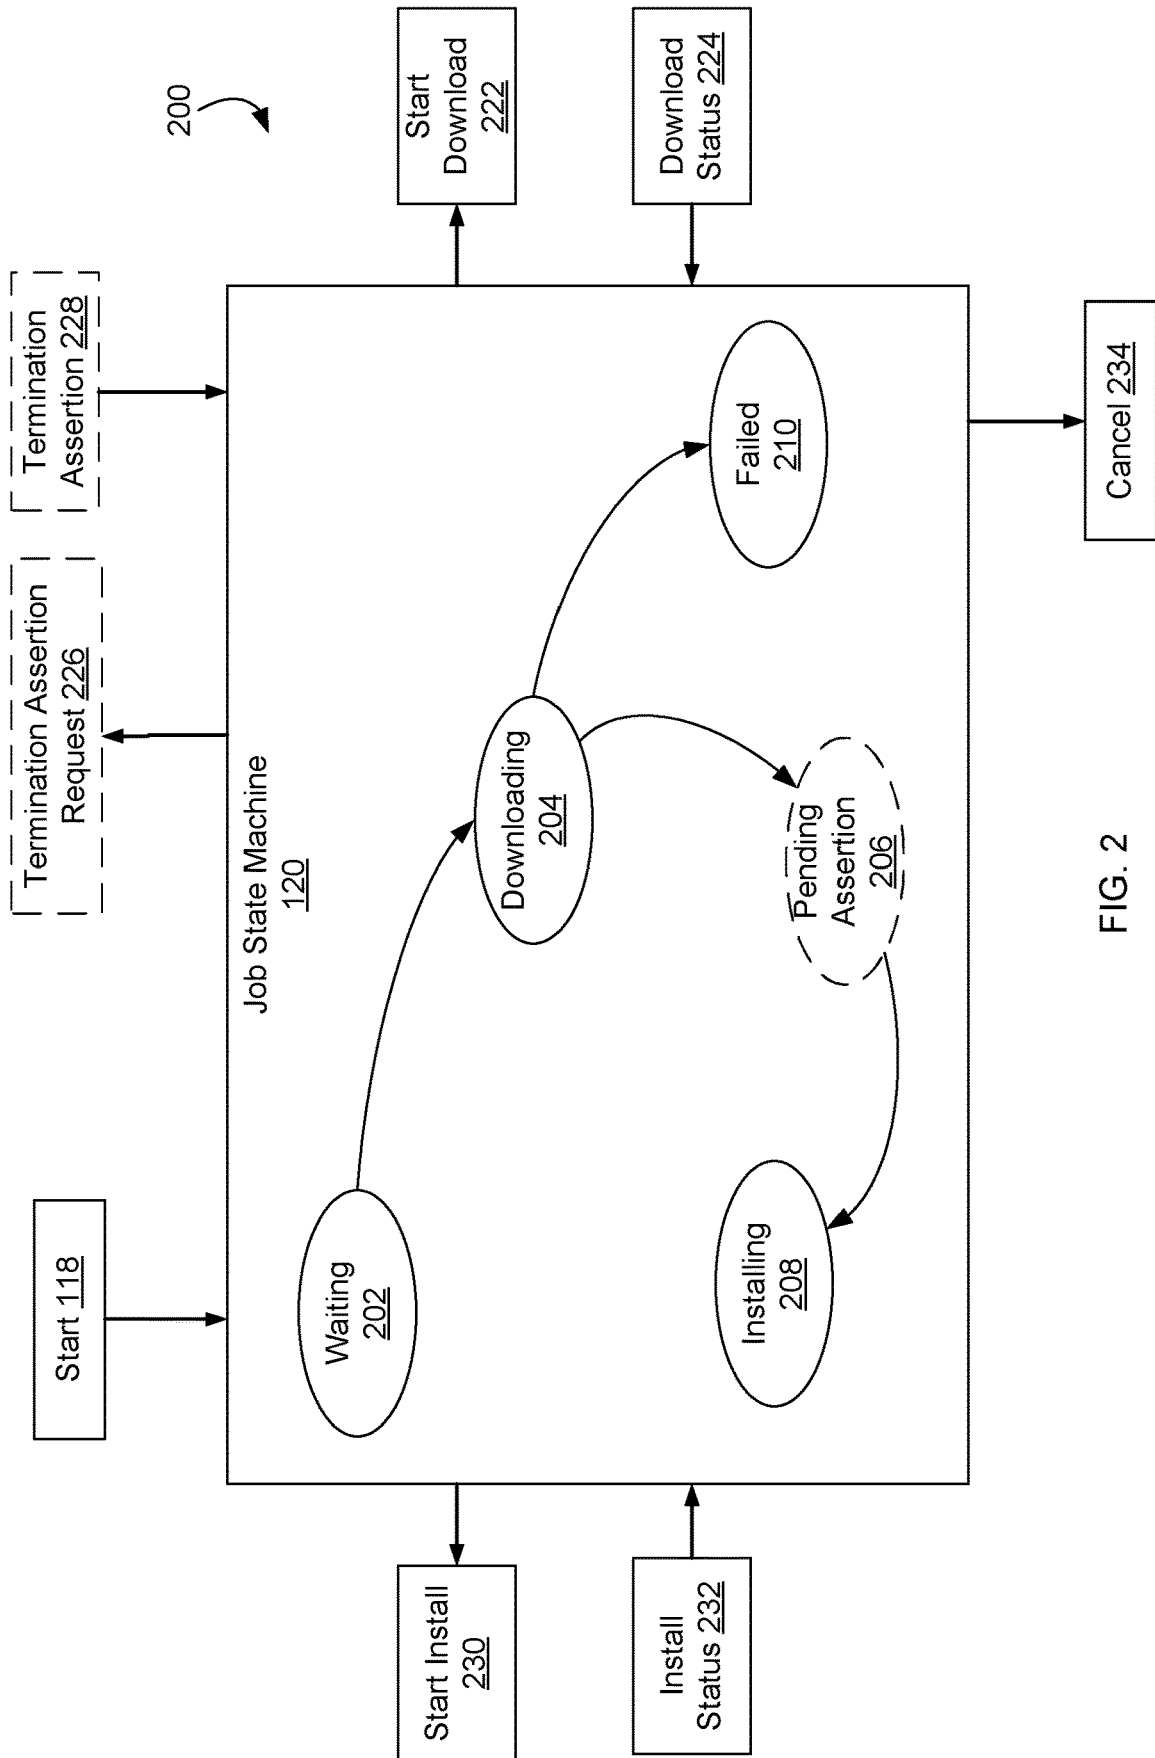 200
Start 118
Termination Assertion
Request 226
Termination
Assertion 228
Job State Machine
120
Start Install
230
Install
Status 232
Waiting
202
Downloading
204
Pending
Assertion
206
Installing
208
Failed
210
Start
Download
222
Download
Status 224
Cancel 234
FIG. 2